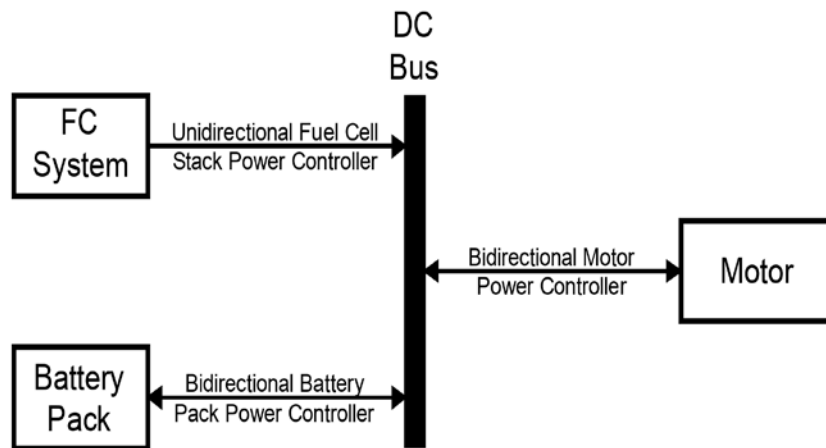 DC
Bus
FC
System
Unidirectional Fuel Cell
Stack Power Controller
Bidirectional Motor
Power Controller
Motor
Battery
Pack
Bidirectional Battery
Pack Power Controller